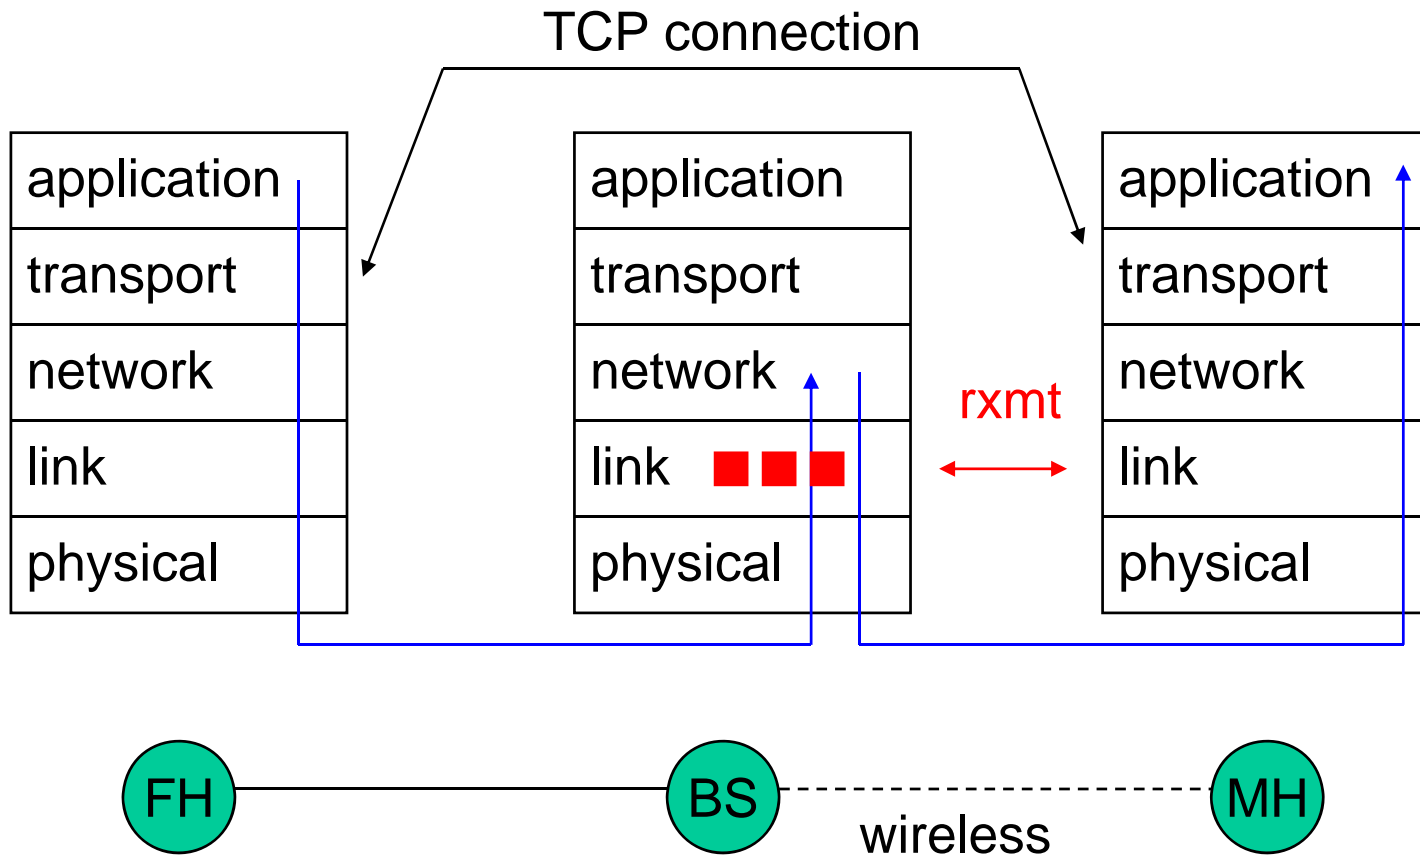 TCP connection
application
transport
network
link
physical
application
transport
network
link
physical
rxmt
application
transport
network
link
physical
FH
BS
wireless
MH